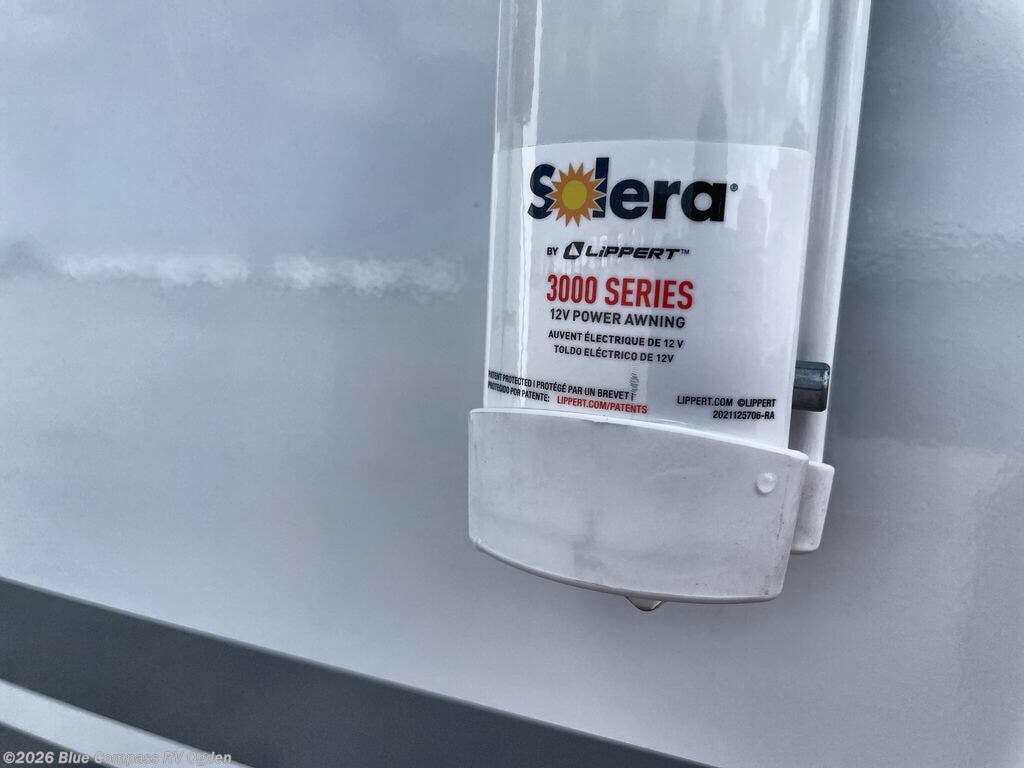 Solera®
BY LiPPERT™
3000 SERIES
12V POWER AWNING
AUVENT ÉLECTRIQUE DE 12 V
TOLDO ELÉCTRICO DE 12V
PATENT PROTECTED | PROTÉGÉ PAR UN BREVET |
PROTEGIDO POR PATENTE: LIPPERT.COM/PATENTS
LIPPERT.COM ©LIPPERT
2021125706-RA
©2026 Blue Compass RV Ogden